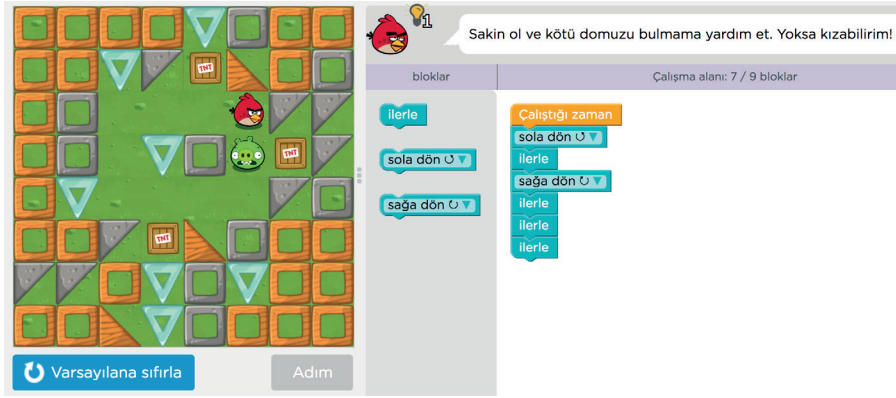 1
Sakin ol ve kötü domuzu bulmama yardım et. Yoksa kızabilirim!
bloklar
Çalışma alanı: 7 / 9 bloklar
TNT
ilerle
Çalıştığı zaman
sola dön
ilerle
TNT
sola dön
sağa dön
ilerle
sağa dön
ilerle
ilerle
TNT
Varsayılana sıfırla
Adım